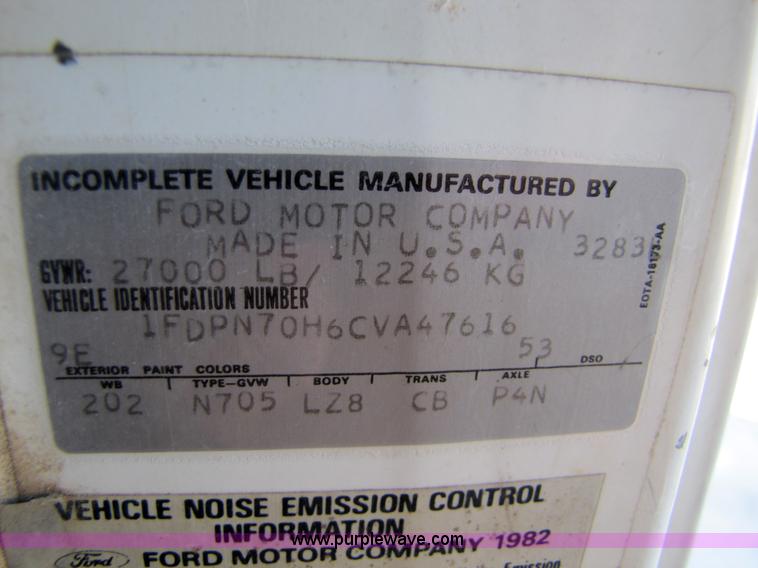 INCOMPLETE VEHICLE MANUFACTURED BY
FORD MOTOR COMPANY
MADE IN U.S.A. 3283
GVWR: 27000 LB/ 12246 KG
VEHICLE IDENTIFICATION NUMBER
1FDPN70H6CVA47616
9E 53
EXTERIOR PAINT COLORS DSO
WB TYPE-GVW BODY TRANS AXLE
202 N705 LZ8 CB P4N
EOTA-16173-AA
VEHICLE NOISE EMISSION CONTROL
INFORMATION
Ford FORD MOTOR COMPANY 1982
www.purplewave.com
Emission